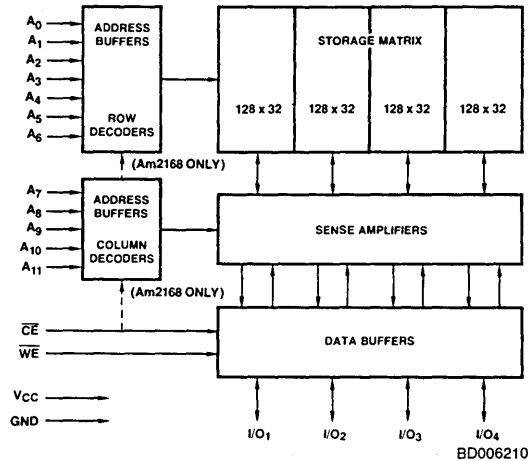 A0
A1
A2
A3
A4
A5
A6
ADDRESS
BUFFERS
ROW
DECODERS
STORAGE MATRIX
128 x 32
128 x 32
128 x 32
128 x 32
(Am2168 ONLY)
A7
A8
A9
A10
A11
ADDRESS
BUFFERS
COLUMN
DECODERS
SENSE AMPLIFIERS
(Am2168 ONLY)
CE
WE
DATA BUFFERS
VCC
GND
I/O1
I/O2
I/O3
I/O4
BD006210